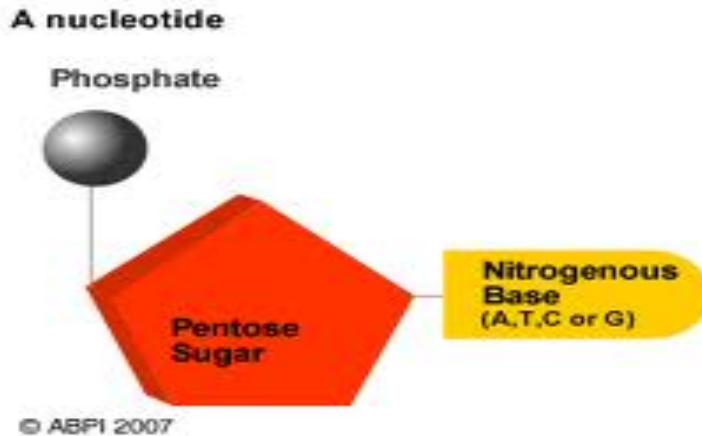 A nucleotide
Phosphate
Nitrogenous
Base
(A,T,C or G)
Pentose
Sugar
© ABPI 2007